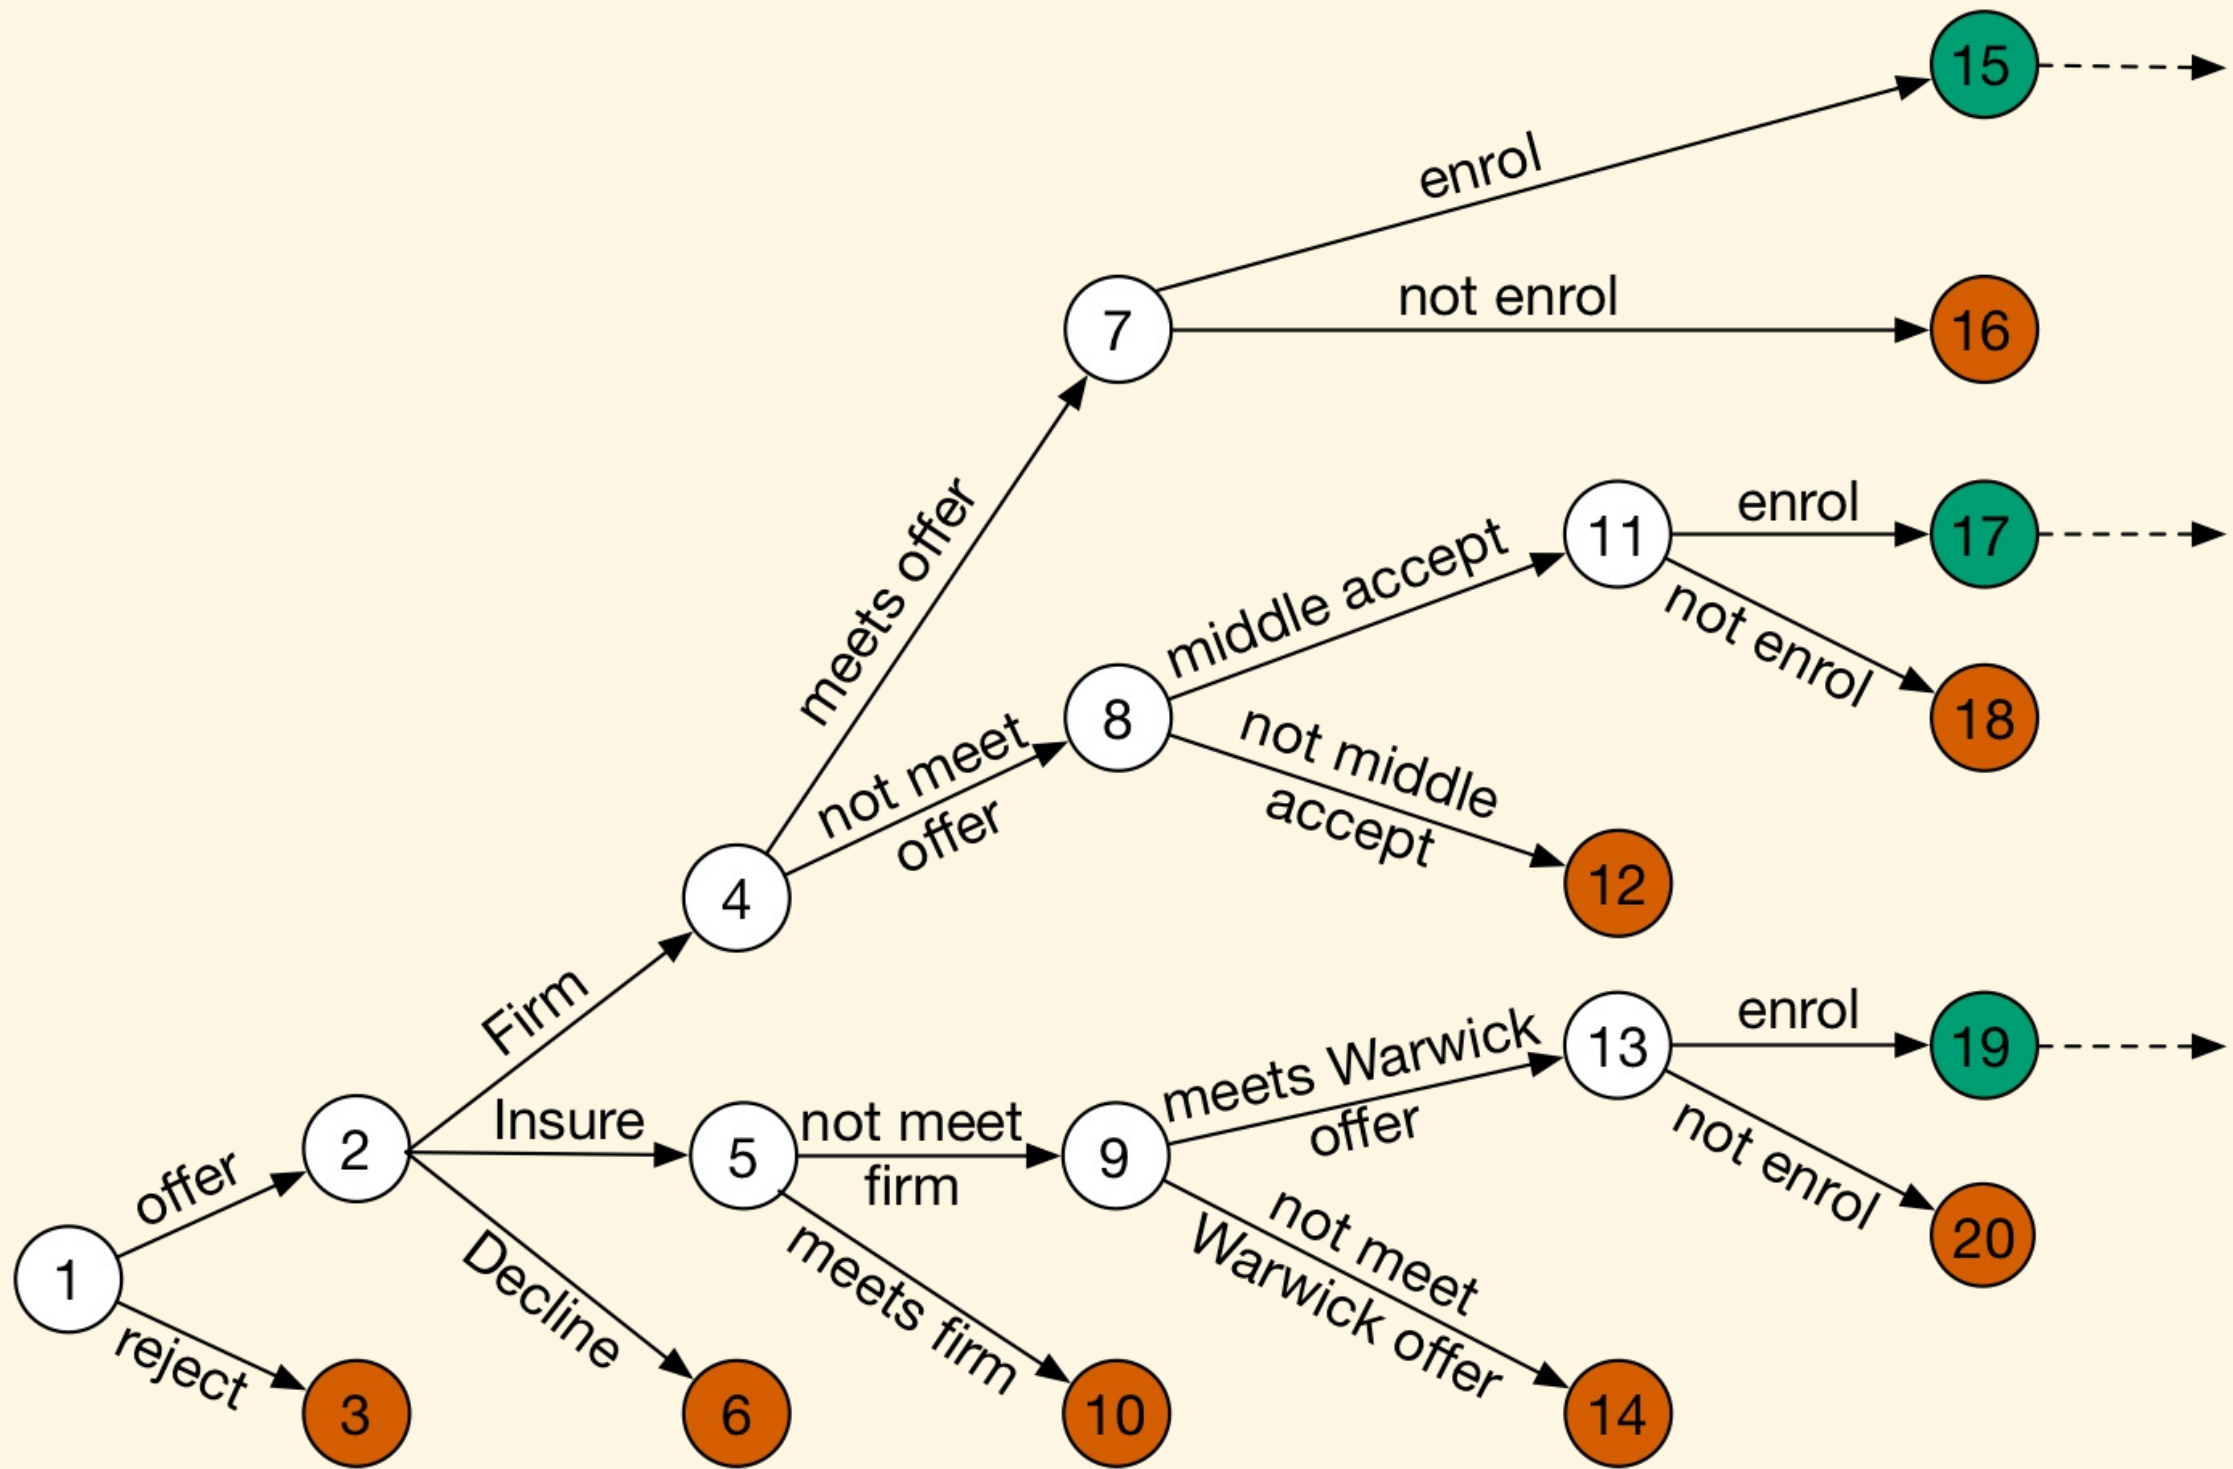 15
enrol
7
not enrol
16
meets offer
middle accept
11
enrol
17
not enrol
8
18
not meet
offer
not middle
accept
12
4
Firm
meets Warwick
offer
13
enrol
19
not enrol
20
offer
2
Insure
5
not meet
firm
9
1
reject
3
Decline
6
meets firm
10
not meet
Warwick offer
14